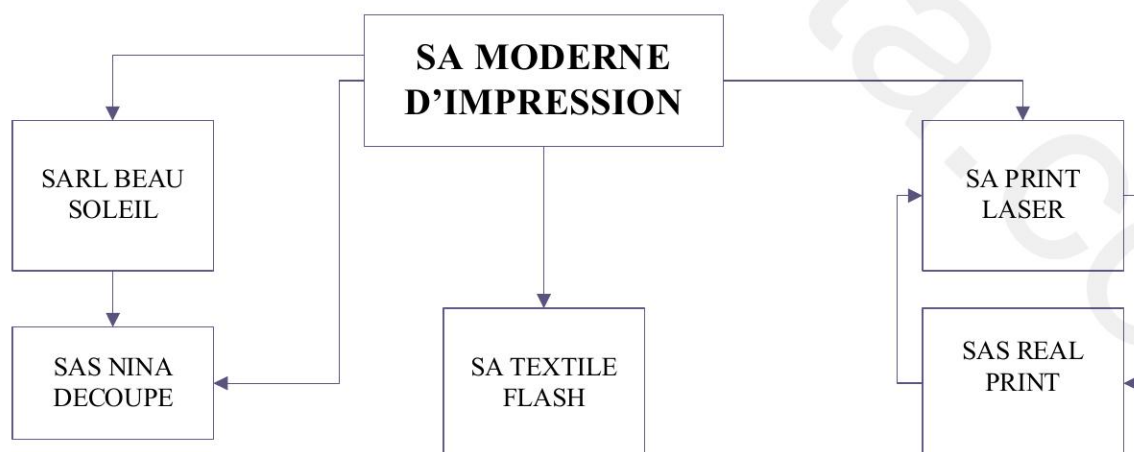 SA MODERNE
D’IMPRESSION
SARL BEAU
SOLEIL
SA PRINT
LASER
SAS NINA
DECOUPE
SA TEXTILE
FLASH
SAS REAL
PRINT